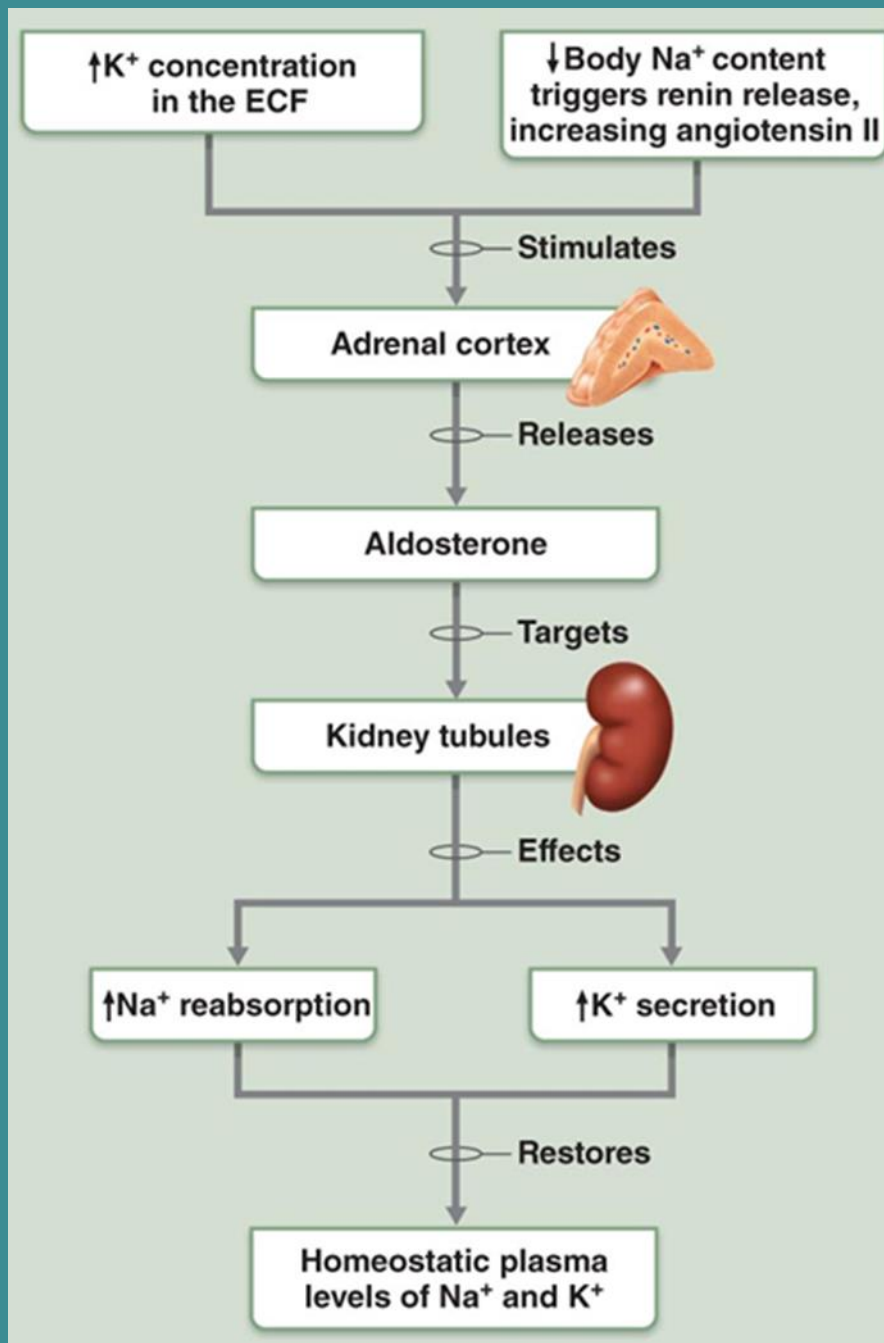 ↑K⁺ concentration
in the ECF
↓Body Na⁺ content
triggers renin release,
increasing angiotensin II
Stimulates
Adrenal cortex
Releases
Aldosterone
Targets
Kidney tubules
Effects
↑Na⁺ reabsorption
↑K⁺ secretion
Restores
Homeostatic plasma
levels of Na⁺ and K⁺